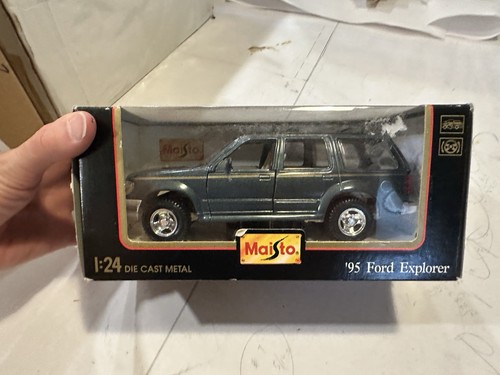 Maisto
Maisto
1:24 DIE CAST METAL
'95 Ford Explorer